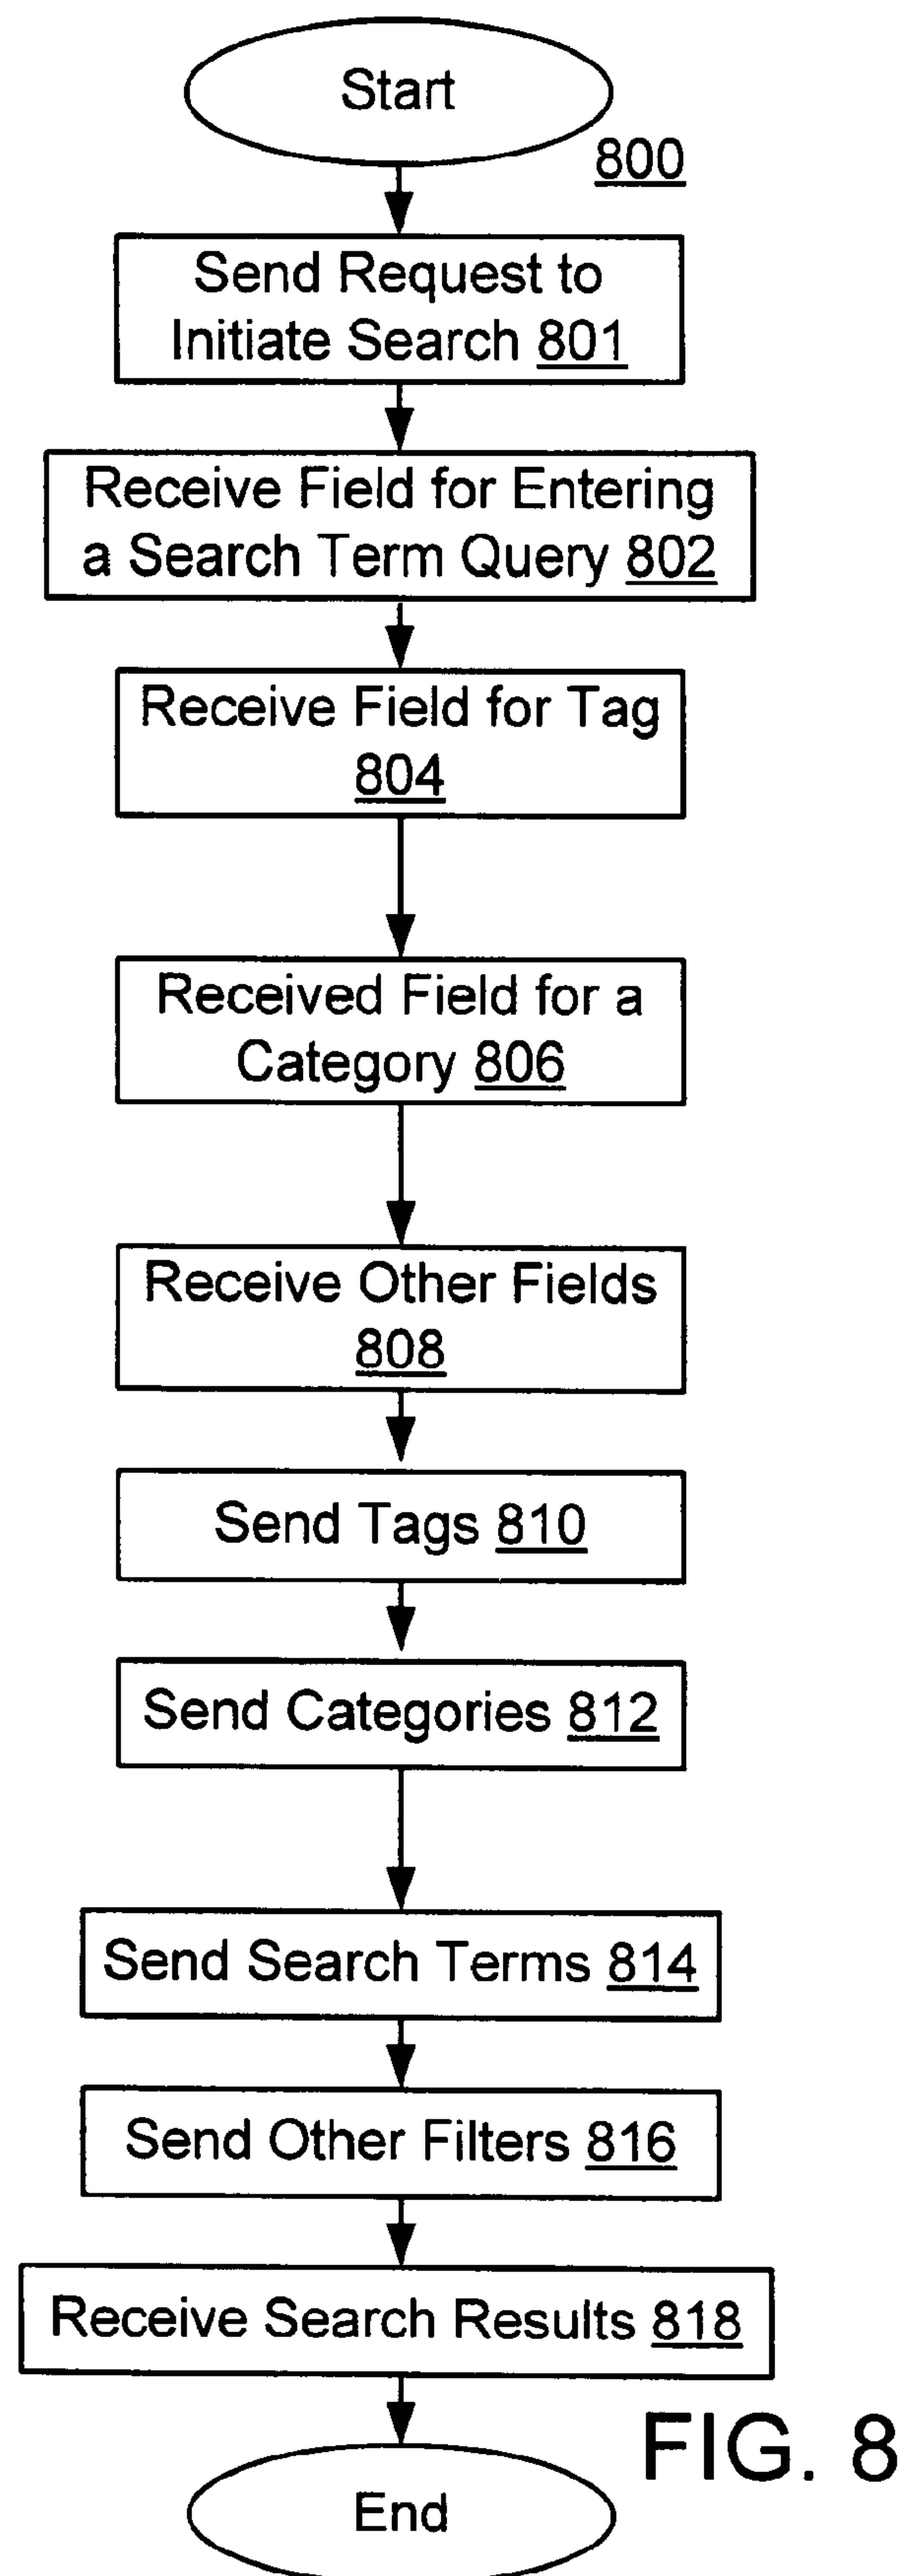 Start
800
Send Request to
Initiate Search 801
Receive Field for Entering
a Search Term Query 802
Receive Field for Tag
804
Received Field for a
Category 806
Receive Other Fields
808
Send Tags 810
Send Categories 812
Send Search Terms 814
Send Other Filters 816
Receive Search Results 818
FIG. 8
End